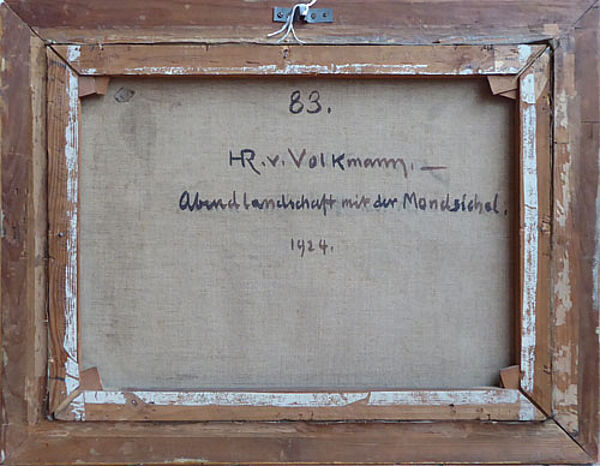 83.
HR. v. Volkmann. —
Abendlandschaft mit der Mondsichel.
1924.